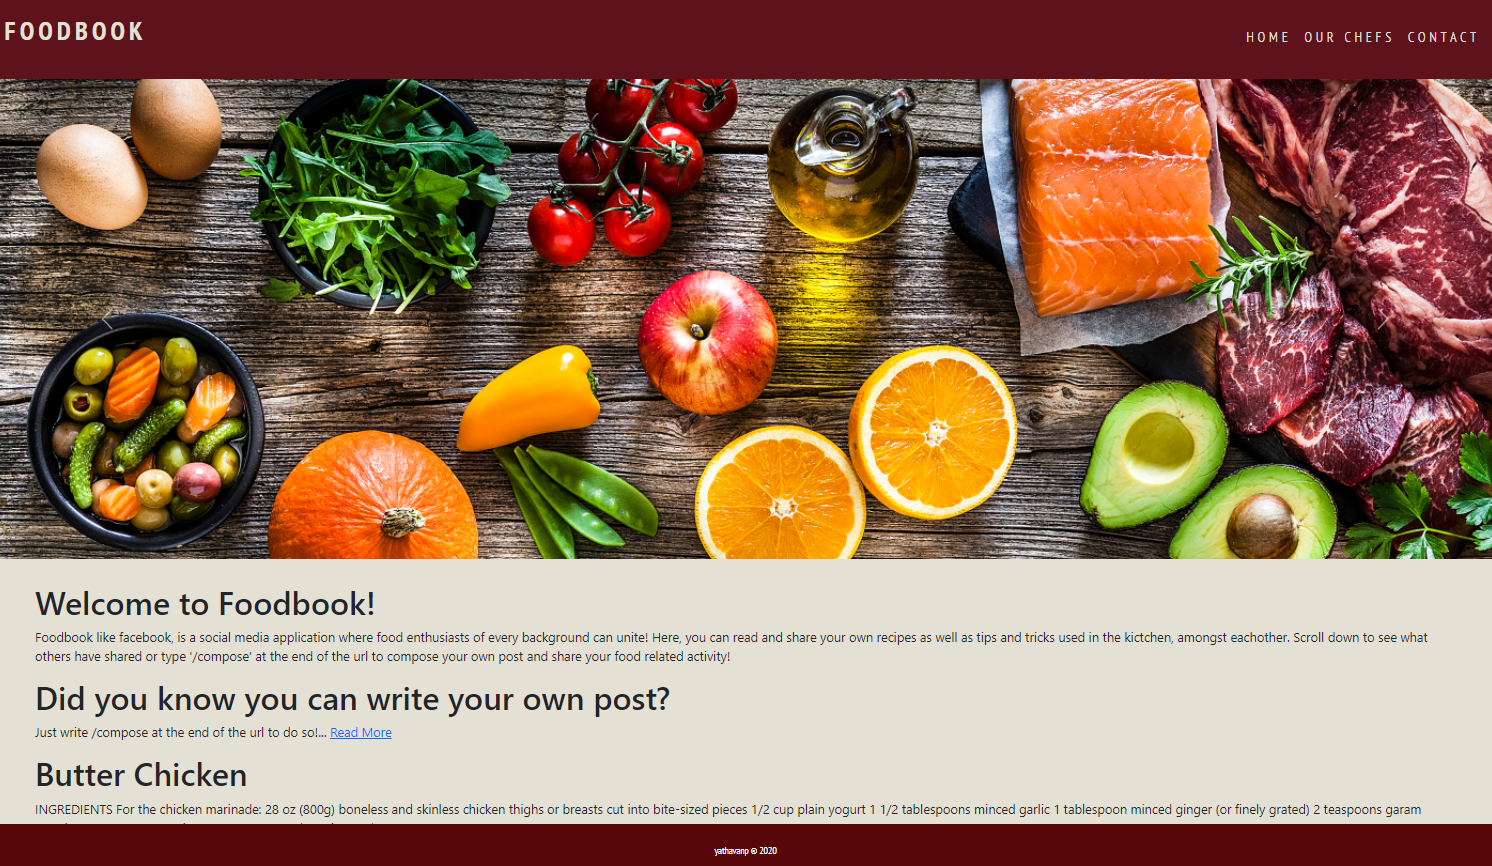 FOODBOOK
HOME OUR CHEFS CONTACT
Welcome to Foodbook!
Foodbook like facebook, is a social media application where food enthusiasts of every background can unite! Here, you can read and share your own recipes as well as tips and tricks used in the kictchen, amongst eachother. Scroll down to see what
others have shared or type '/compose' at the end of the url to compose your own post and share your food related activity!
Did you know you can write your own post?
Just write /compose at the end of the url to do so!... Read More
Butter Chicken
INGREDIENTS For the chicken marinade: 28 oz (800g) boneless and skinless chicken thighs or breasts cut into bite-sized pieces 1/2 cup plain yogurt 1 1/2 tablespoons minced garlic 1 tablespoon minced ginger (or finely grated) 2 teaspoons garam
yathavanp © 2020